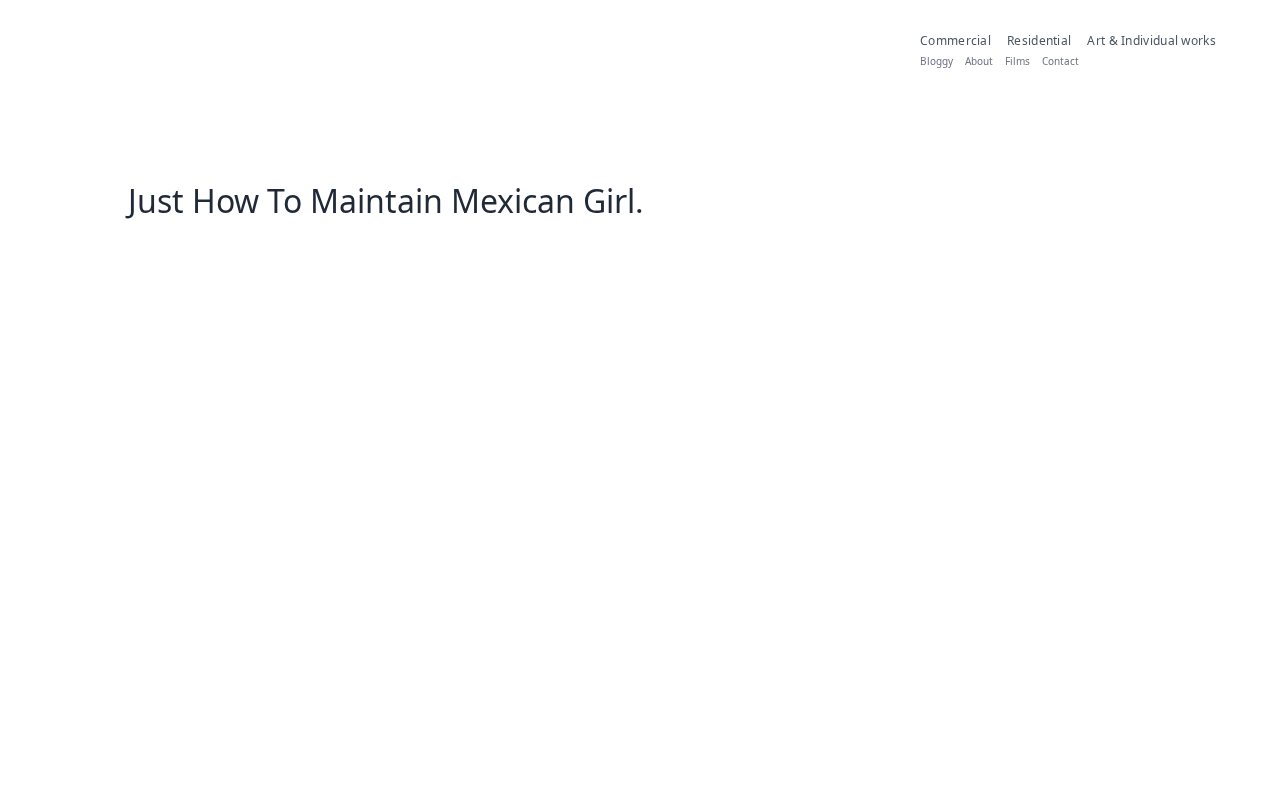 Commercial Residential Art & Individual works
Bloggy About Films Contact
Just How To Maintain Mexican Girl.